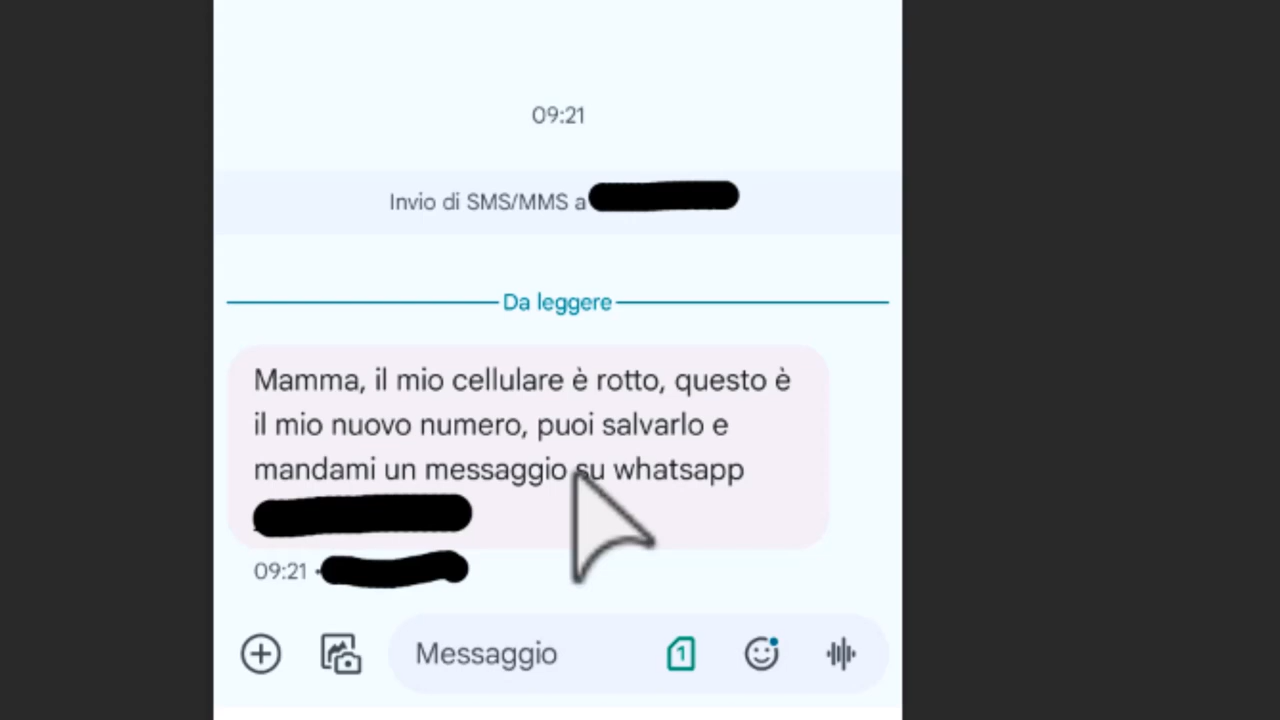 09:21
Invio di SMS/MMS a
Da leggere
Mamma, il mio cellulare è rotto, questo è
il mio nuovo numero, puoi salvarlo e
mandami un messaggio su whatsapp
09:21 •
Messaggio 1